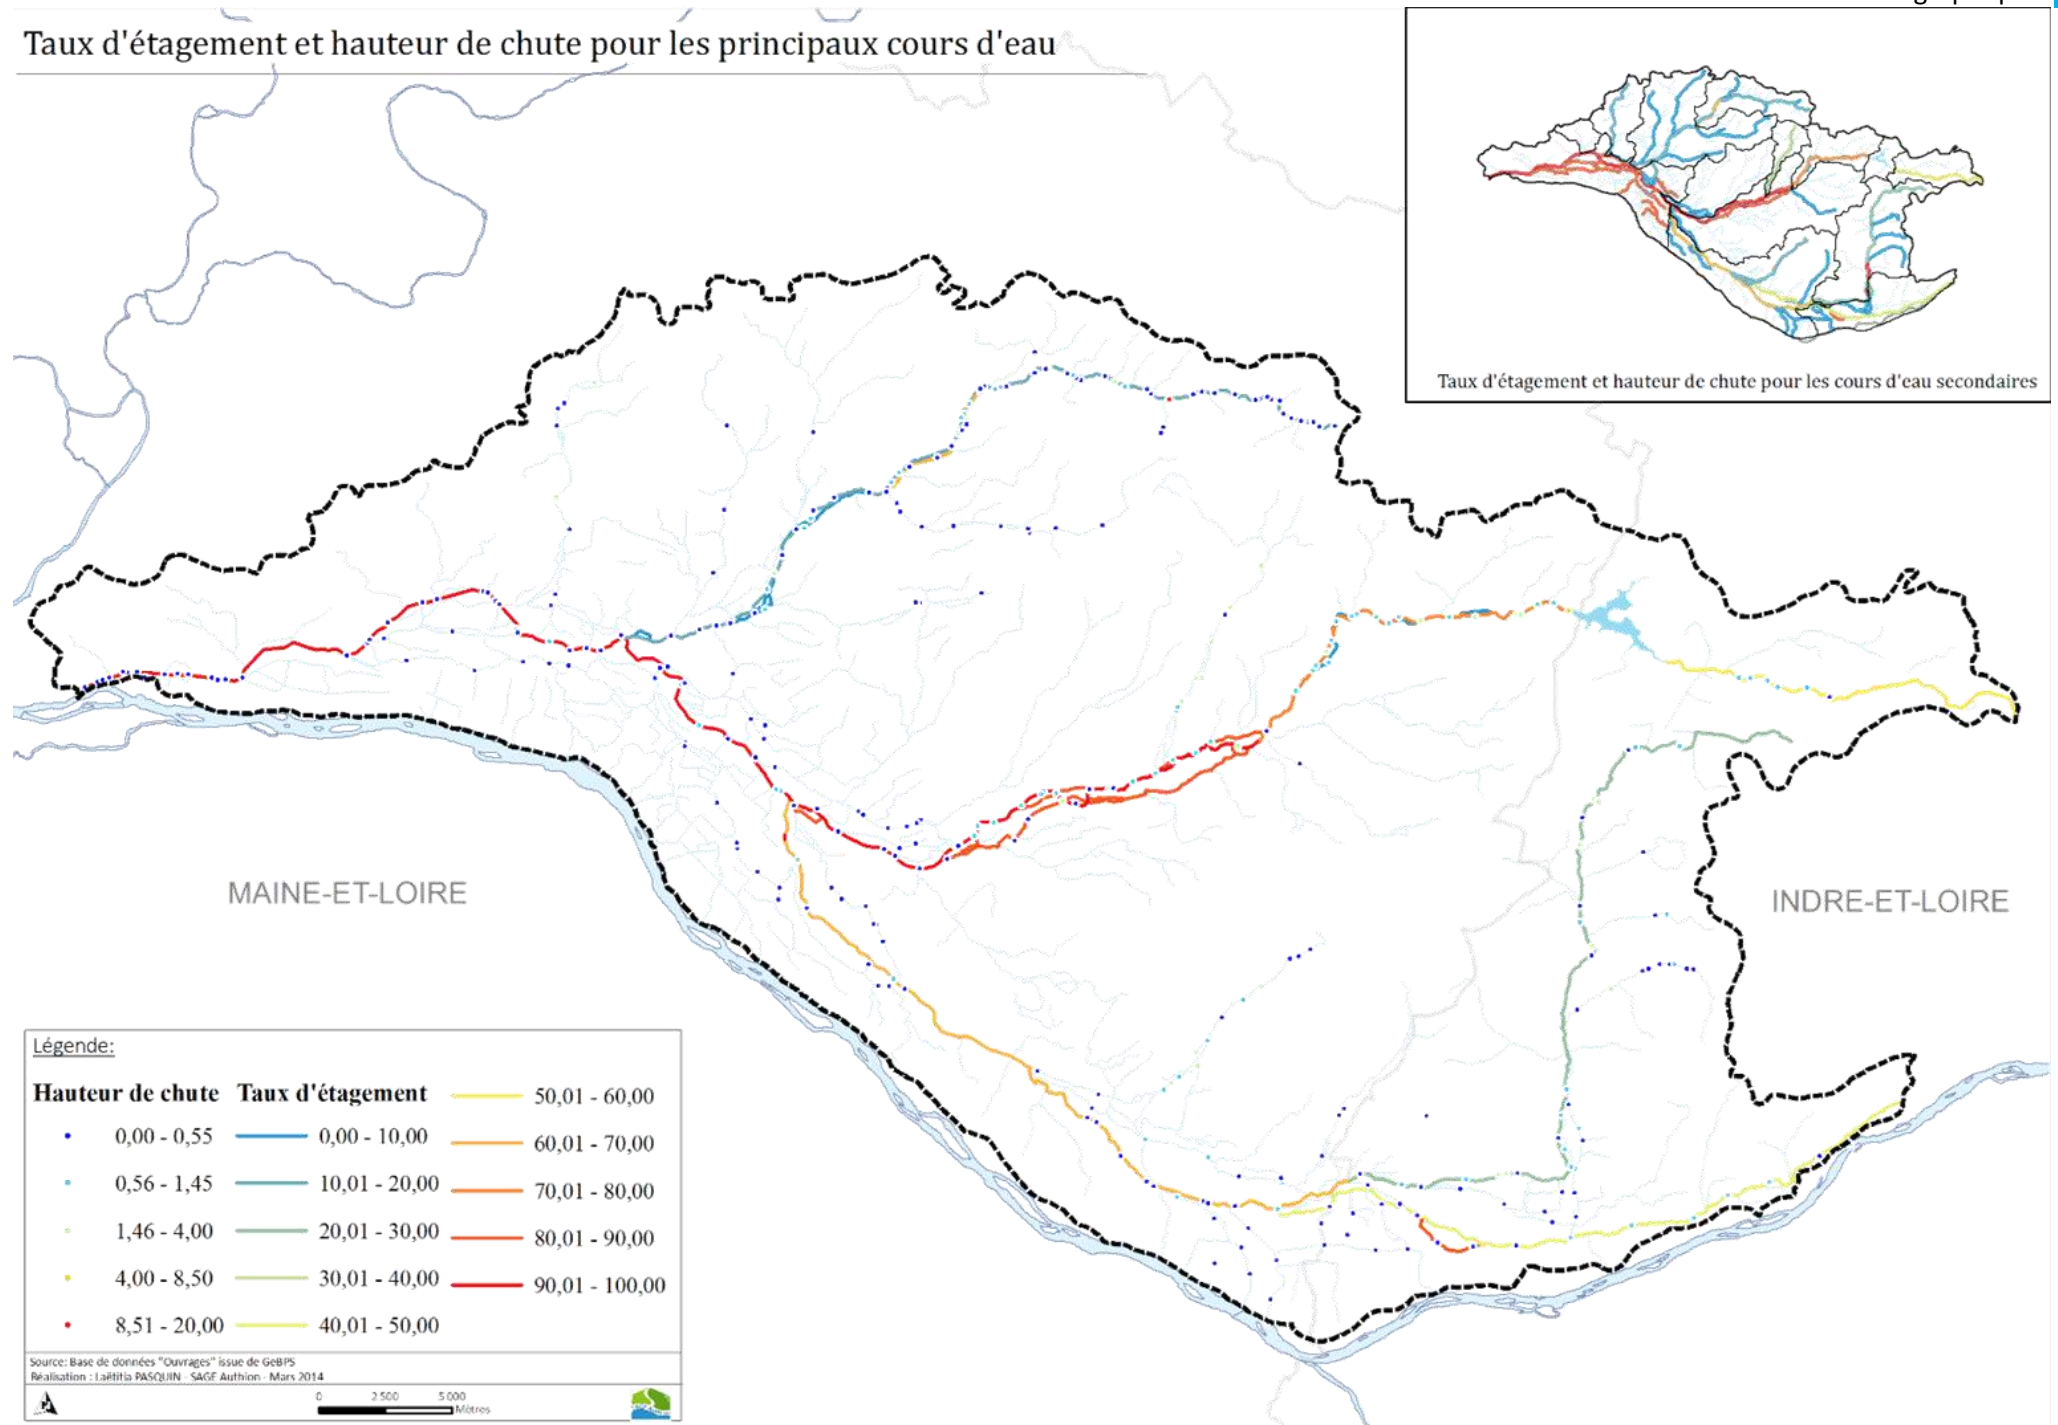 Taux d'étagement et hauteur de chute pour les principaux cours d'eau
Taux d'étagement et hauteur de chute pour les cours d'eau secondaires
MAINE-ET-LOIRE
INDRE-ET-LOIRE
Légende:
Hauteur de chute
0,00 - 0,55
0,56 - 1,45
1,46 - 4,00
4,00 - 8,50
8,51 - 20,00
Taux d'étagement
0,00 - 10,00
10,01 - 20,00
20,01 - 30,00
30,01 - 40,00
40,01 - 50,00
50,01 - 60,00
60,01 - 70,00
70,01 - 80,00
80,01 - 90,00
90,01 - 100,00
Source: Base de données "Ouvrages" issue de GeBPS
Réalisation : Laëtitia PASQUIN - SAGE Authion - Mars 2014
0 2 500 5 000
Mètres